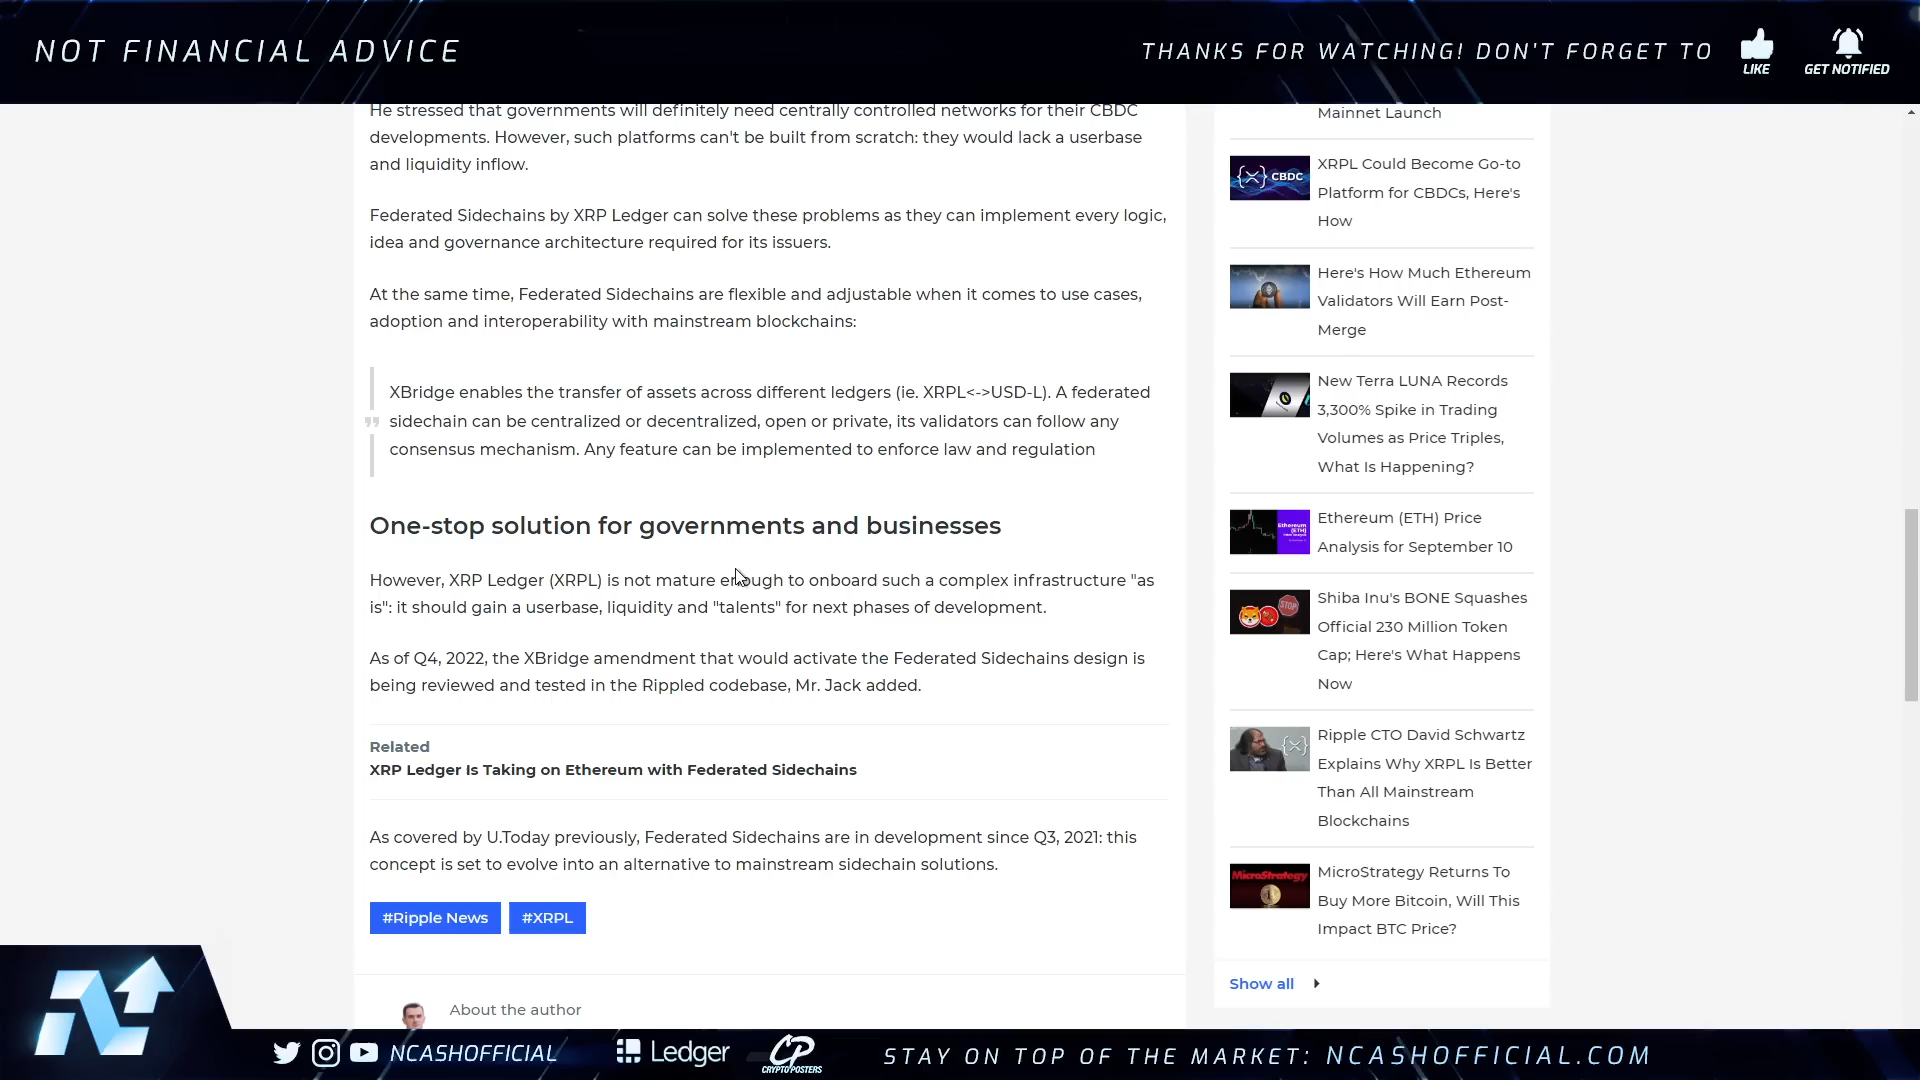 NOT FINANCIAL ADVICE
THANKS FOR WATCHING! DON'T FORGET TO
LIKE
GET NOTIFIED
He stressed that governments will definitely need centrally controlled networks for their CBDC
developments. However, such platforms can't be built from scratch: they would lack a userbase
and liquidity inflow.
Federated Sidechains by XRP Ledger can solve these problems as they can implement every logic,
idea and governance architecture required for its issuers.
At the same time, Federated Sidechains are flexible and adjustable when it comes to use cases,
adoption and interoperability with mainstream blockchains:
XBridge enables the transfer of assets across different ledgers (ie. XRPL<->USD-L). A federated
sidechain can be centralized or decentralized, open or private, its validators can follow any
consensus mechanism. Any feature can be implemented to enforce law and regulation
One-stop solution for governments and businesses
However, XRP Ledger (XRPL) is not mature enough to onboard such a complex infrastructure "as
is": it should gain a userbase, liquidity and "talents" for next phases of development.
As of Q4, 2022, the XBridge amendment that would activate the Federated Sidechains design is
being reviewed and tested in the Rippled codebase, Mr. Jack added.
Related
XRP Ledger Is Taking on Ethereum with Federated Sidechains
As covered by U.Today previously, Federated Sidechains are in development since Q3, 2021: this
concept is set to evolve into an alternative to mainstream sidechain solutions.
#Ripple News
#XRPL
About the author
Mainnet Launch
CBDC
XRPL Could Become Go-to
Platform for CBDCs, Here's
How
Here's How Much Ethereum
Validators Will Earn Post-
Merge
New Terra LUNA Records
3,300% Spike in Trading
Volumes as Price Triples,
What Is Happening?
Ethereum
(ETH)
Ethereum (ETH) Price
Analysis for September 10
STOP
Shiba Inu's BONE Squashes
Official 230 Million Token
Cap; Here's What Happens
Now
Ripple CTO David Schwartz
Explains Why XRPL Is Better
Than All Mainstream
Blockchains
MicroStrategy
MicroStrategy Returns To
Buy More Bitcoin, Will This
Impact BTC Price?
Show all
NCASHOFFICIAL
Ledger
CP
CRYPTOPOSTERS
STAY ON TOP OF THE MARKET: NCASHOFFICIAL.COM